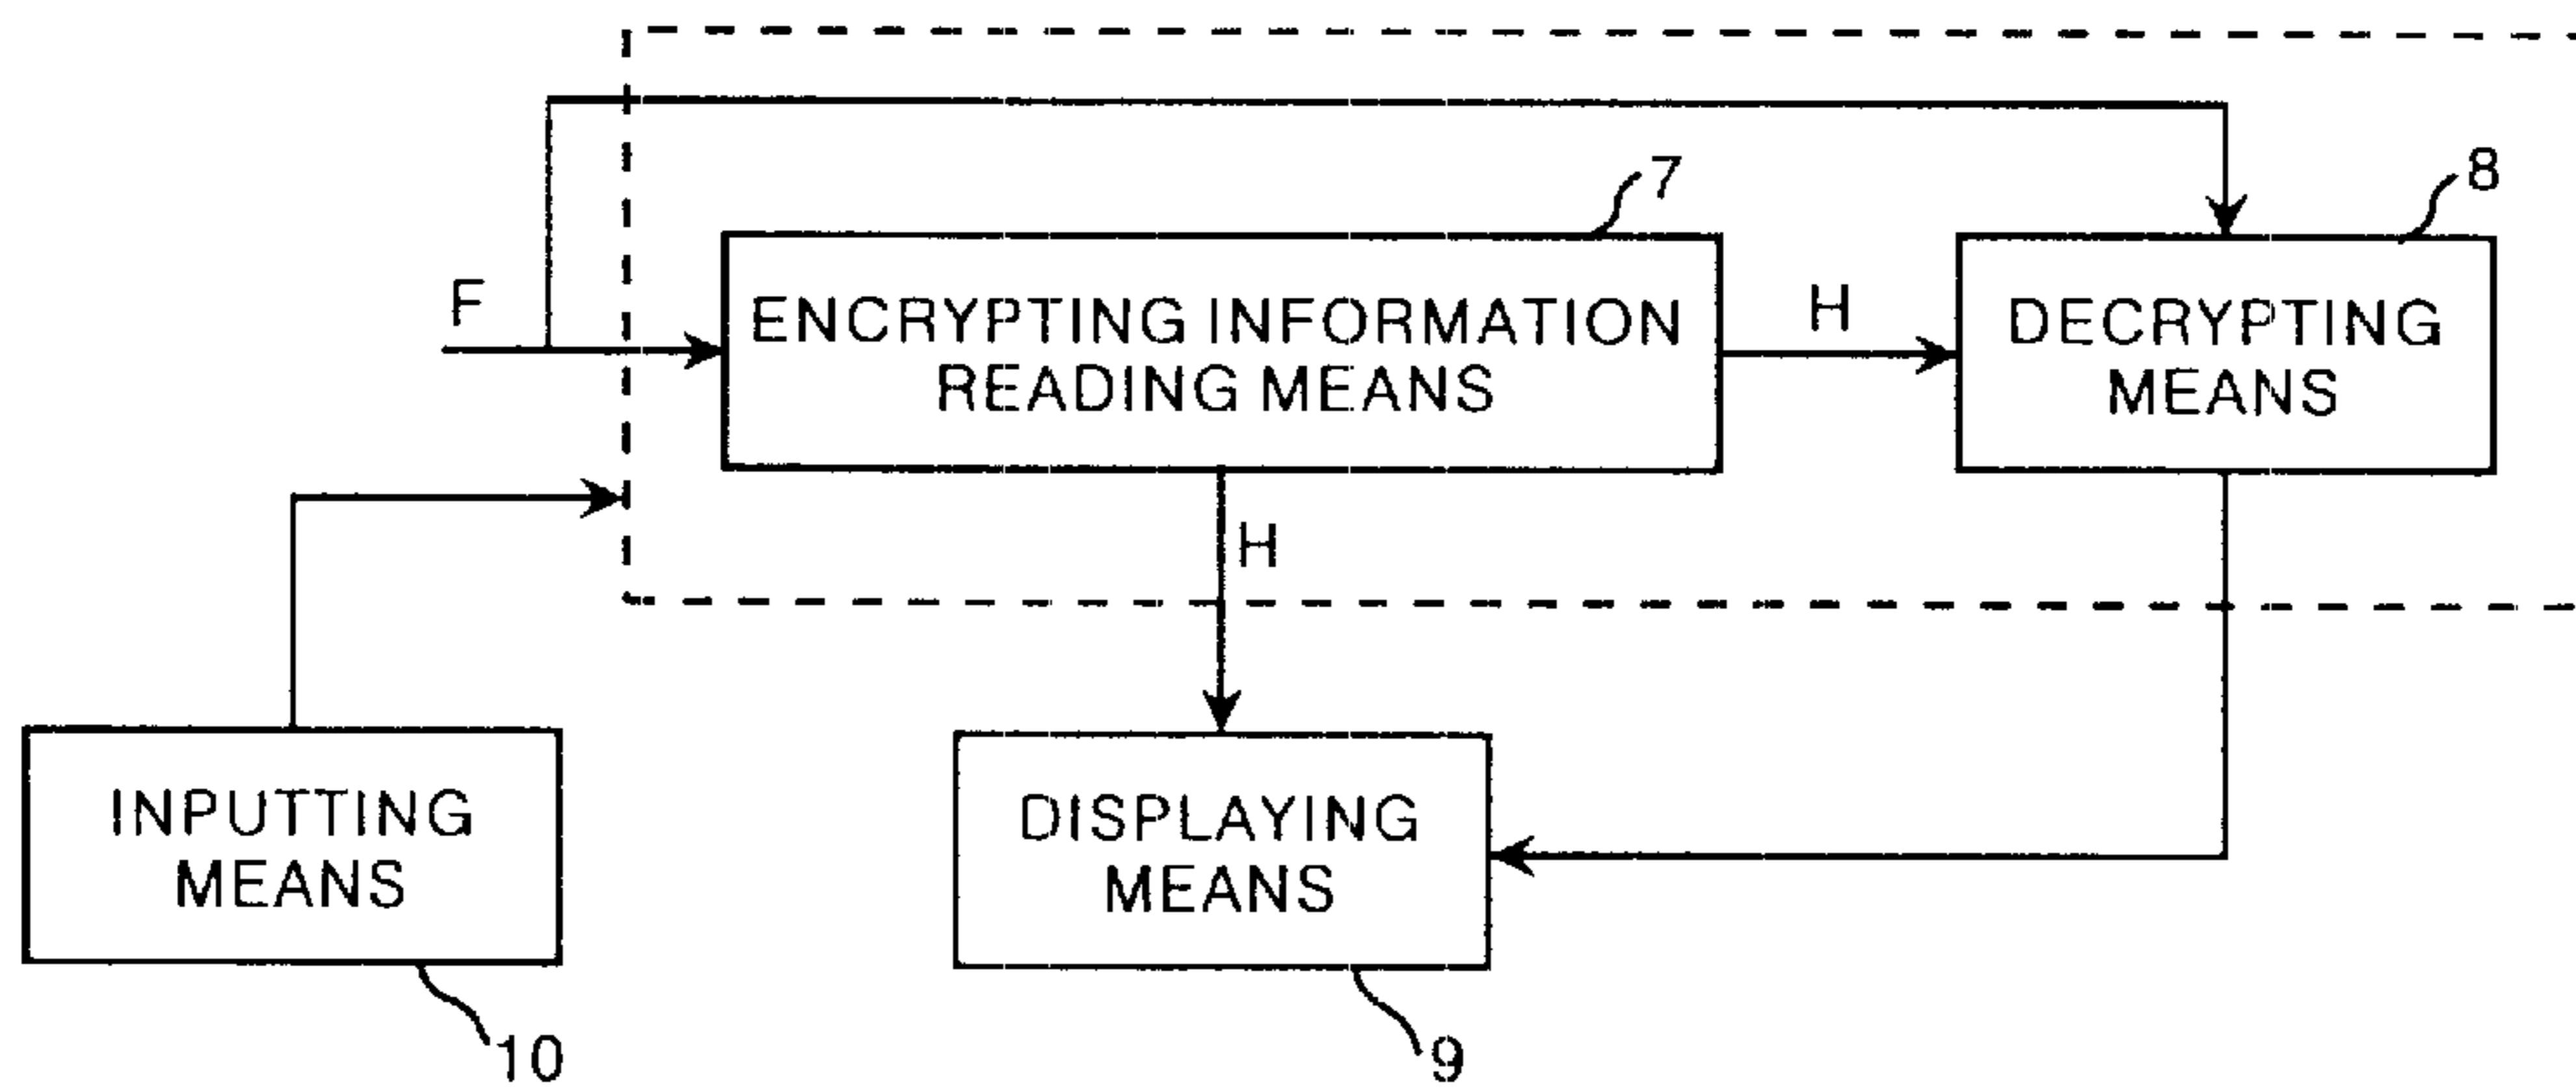 7
8
F
ENCRYPTING INFORMATION
READING MEANS
H
DECRYPTING
MEANS
H
INPUTTING
MEANS
DISPLAYING
MEANS
10
9